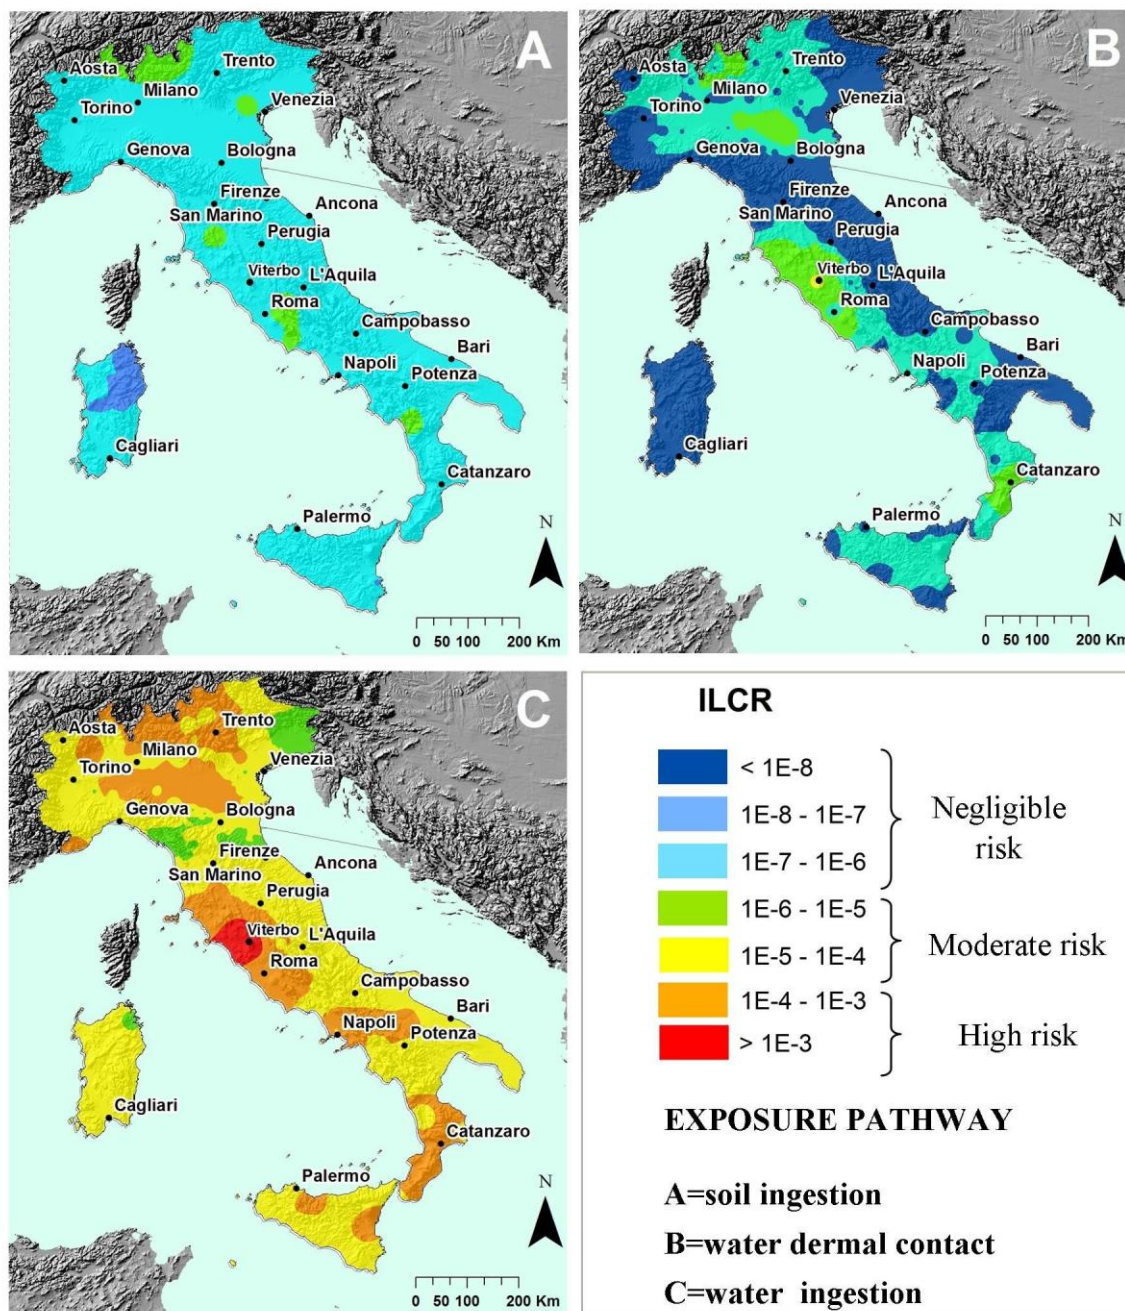 A
Aosta
Trento
Milano
Torino
Venezia
Genova
Bologna
Firenze
San Marino
Ancona
Perugia
Viterbo
L'Aquila
Roma
Campobasso
Bari
Napoli
Potenza
Cagliari
Catanzaro
Palermo
N
0 50 100 200 Km
B
Aosta
Trento
Milano
Torino
Venezia
Genova
Bologna
Firenze
San Marino
Ancona
Perugia
Viterbo
L'Aquila
Roma
Campobasso
Bari
Napoli
Potenza
Cagliari
Catanzaro
Palermo
N
0 50 100 200 Km
C
Aosta
Trento
Milano
Torino
Venezia
Genova
Bologna
Firenze
San Marino
Ancona
Perugia
Viterbo
L'Aquila
Roma
Campobasso
Bari
Napoli
Potenza
Cagliari
Catanzaro
Palermo
N
0 50 100 200 Km
ILCR
< 1E-8
1E-8 - 1E-7
1E-7 - 1E-6
Negligible
risk
1E-6 - 1E-5
1E-5 - 1E-4
Moderate risk
1E-4 - 1E-3
> 1E-3
High risk
EXPOSURE PATHWAY
A=soil ingestion
B=water dermal contact
C=water ingestion